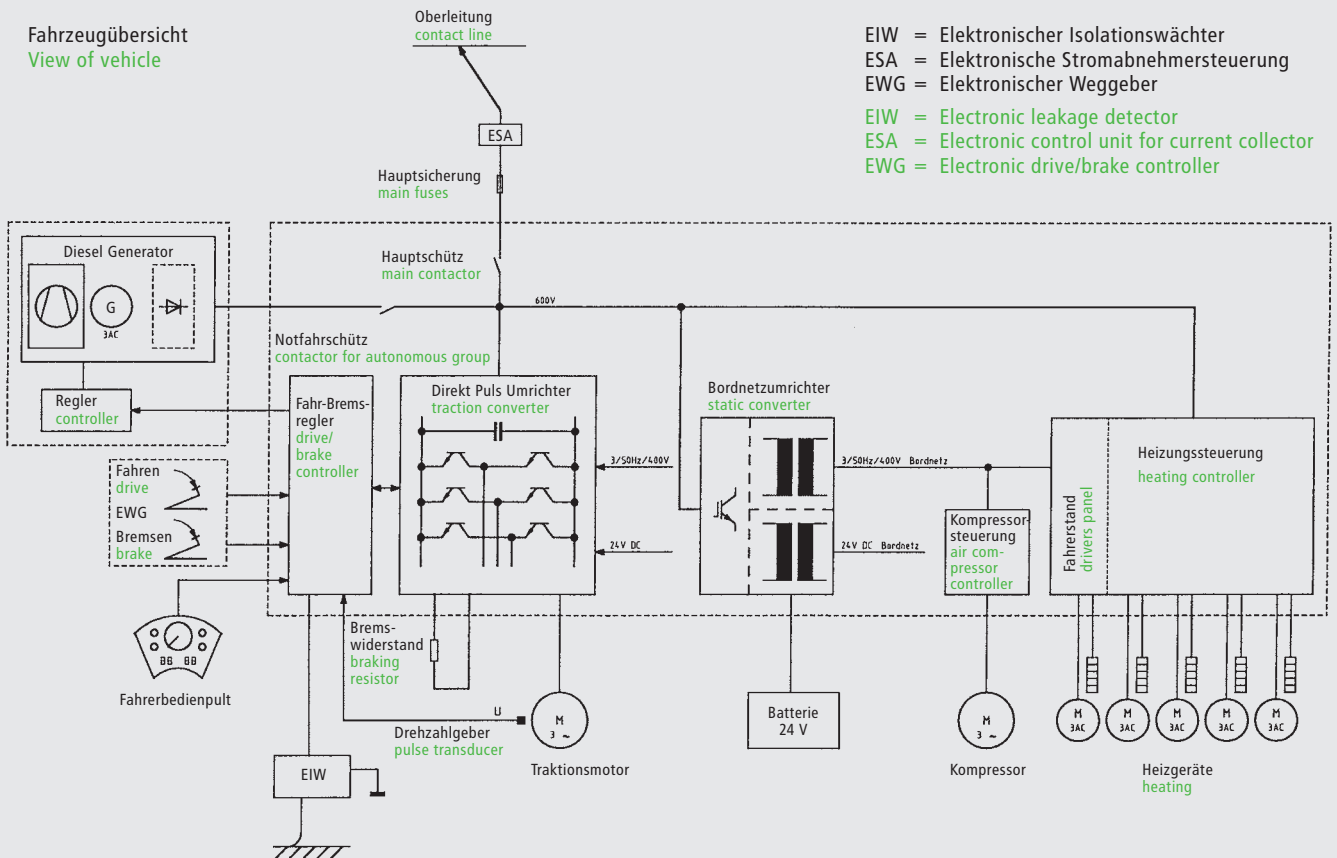 Fahrzeugübersicht
View of vehicle
Oberleitung
contact line
EIW = Elektronischer Isolationswächter
ESA = Elektronische Stromabnehmersteuerung
EWG = Elektronischer Weggeber
EIW = Electronic leakage detector
ESA = Electronic control unit for current collector
EWG = Electronic drive/brake controller
ESA
Hauptsicherung
main fuses
Diesel Generator
G
3AC
Hauptschütz
main contactor
600V
Notfahrschütz
contactor for autonomous group
Regler
controller
Fahr-Brems-
regler
drive/
brake
controller
Direkt Puls Umrichter
traction converter
Bordnetzumrichter
static converter
3/50Hz/400V
24V DC
3/50Hz/400V Bordnetz
24V DC Bordnetz
Heizungssteuerung
heating controller
Fahrerstand
drivers panel
Kompressor-
steuerung
air com-
pressor
controller
Fahren
drive
EWG
Bremsen
brake
Fahrerbedienpult
Brems-
widerstand
braking
resistor
Drehzahlgeber
pulse transducer
M
3 ~
Traktionsmotor
Batterie
24 V
M
3 ~
Kompressor
M
3AC
M
3AC
M
3AC
M
3AC
M
3AC
Heizgeräte
heating
EIW